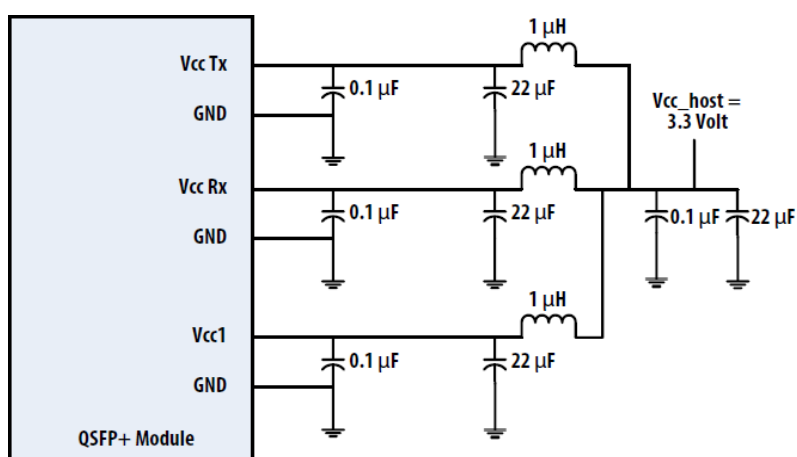 1 µH
Vcc Tx
0.1 µF
22 µF
GND
Vcc_host =
3.3 Volt
1 µH
Vcc Rx
0.1 µF
22 µF
0.1 µF
22 µF
GND
1 µH
Vcc1
0.1 µF
22 µF
GND
QSFP+ Module